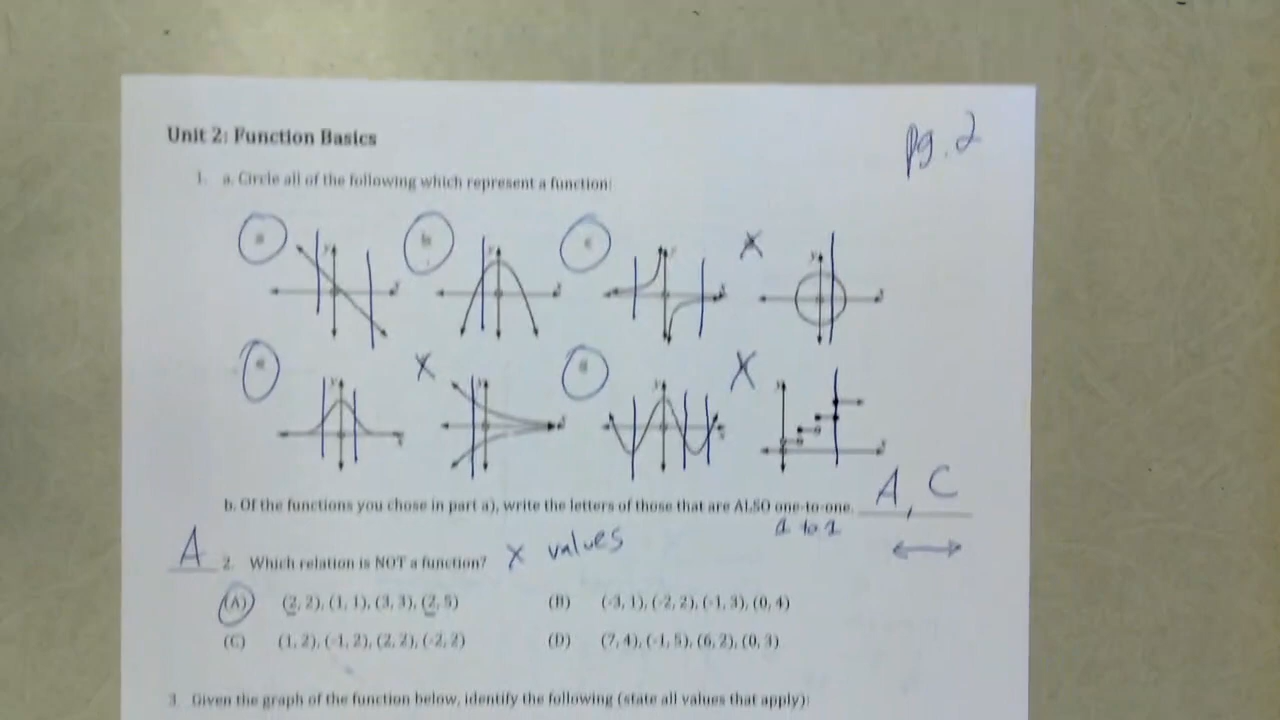 pg. 2
Unit 2: Function Basics
1. a. Circle all of the following which represent a function:
a b c X
e X g X
b. Of the functions you chose in part a), write the letters of those that are ALSO one-to-one. A, C
1 to 1
A 2. Which relation is NOT a function? x values
(A) (2, 2), (1, 1), (3, 3), (2, 5) (B) (-3, 1), (-2, 2), (-1, 3), (0, 4)
(C) (1, 2), (-1, 2), (2, 2), (-2, 2) (D) (7, 4), (-1, 5), (6, 2), (0, 3)
3. Given the graph of the function below, identify the following (state all values that apply):